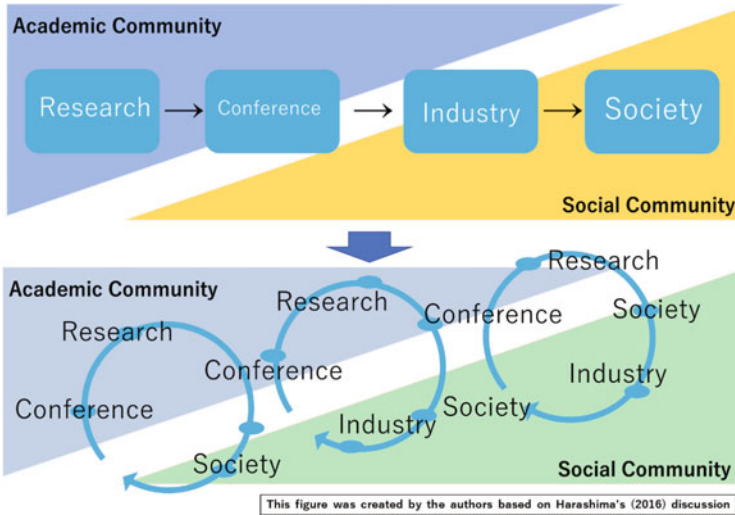 Academic Community
Research
Conference
Industry
Society
Social Community
Academic Community
Research
Conference
Society
Research
Conference
Conference
Industry
Society
Research
Society
Industry
Social Community
This figure was created by the authors based on Harashima's (2016) discussion